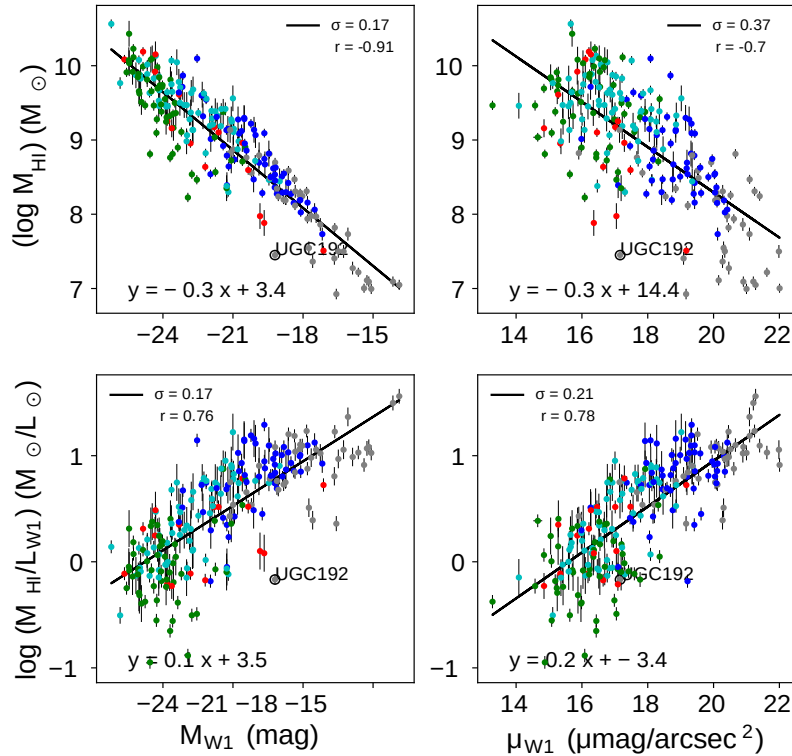 σ = 0.17
r = -0.91
(log M_HI) (M_⊙)
10
9
8
7
UGC192
y = − 0.3 x + 3.4
−24 −21 −18 −15
σ = 0.37
r = -0.7
10
9
8
7
UGC192
y = − 0.3 x + 14.4
14 16 18 20 22
σ = 0.17
r = 0.76
log (M_HI/L_W1) (M_⊙/L_⊙)
1
0
−1
UGC192
y = 0.1 x + 3.5
−24 −21 −18 −15
M_W1 (mag)
σ = 0.21
r = 0.78
1
0
−1
UGC192
y = 0.2 x + − 3.4
14 16 18 20 22
μ_W1 (μmag/arcsec²)